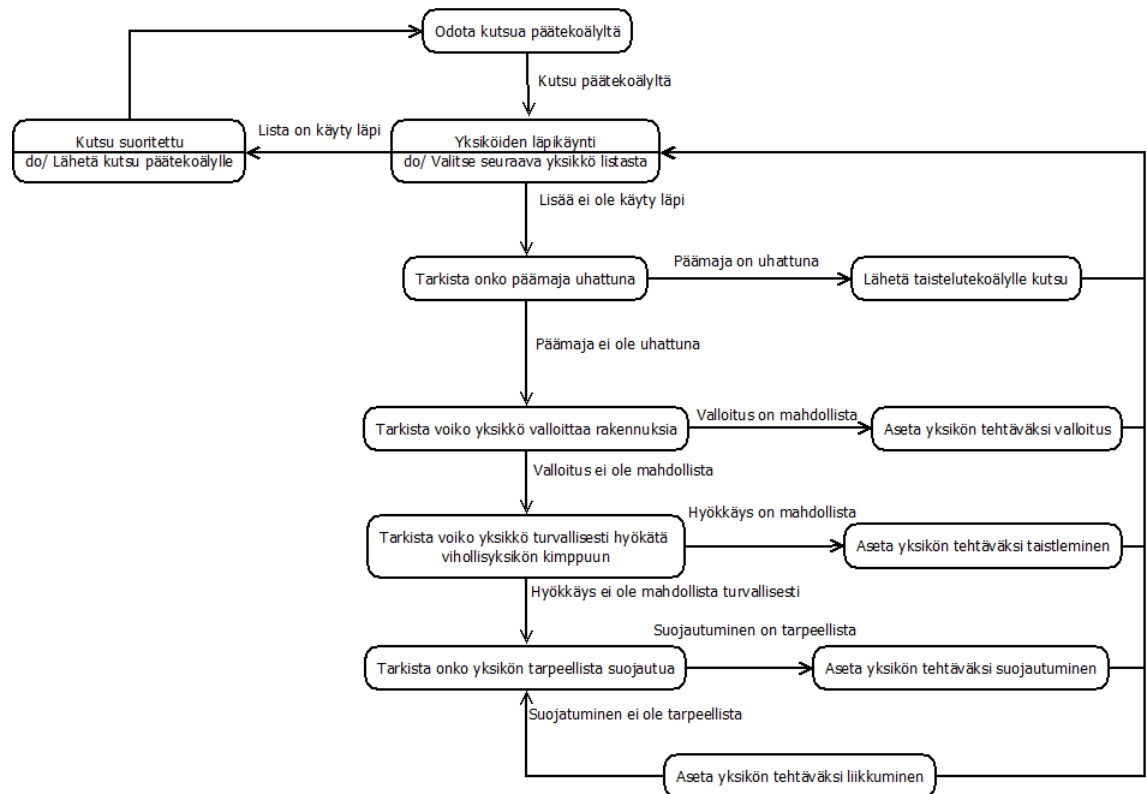 Odota kutsua päätekoälyltä
Kutsu päätekoälyltä
Kutsu suoritettu
do/ Lähetä kutsu päätekoälylle
Lista on käyty läpi
Yksiköiden läpikäynti
do/ Valitse seuraava yksikkö listasta
Lisää ei ole käyty läpi
Tarkista onko päämaja uhattuna
Päämaja on uhattuna
Lähetä taistelutekoälylle kutsu
Päämaja ei ole uhattuna
Tarkista voiko yksikkö valloittaa rakennuksia
Valloitus on mahdollista
Aseta yksikön tehtäväksi valloitus
Valloitus ei ole mahdollista
Tarkista voiko yksikkö turvallisesti hyökätä
vihollisyksikön kimppuun
Hyökkäys on mahdollista
Aseta yksikön tehtäväksi taistleminen
Hyökkäys ei ole mahdollista turvallisesti
Tarkista onko yksikön tarpeellista suojautua
Suojautuminen on tarpeellista
Aseta yksikön tehtäväksi suojautuminen
Suojatuminen ei ole tarpeellista
Aseta yksikön tehtäväksi liikkuminen